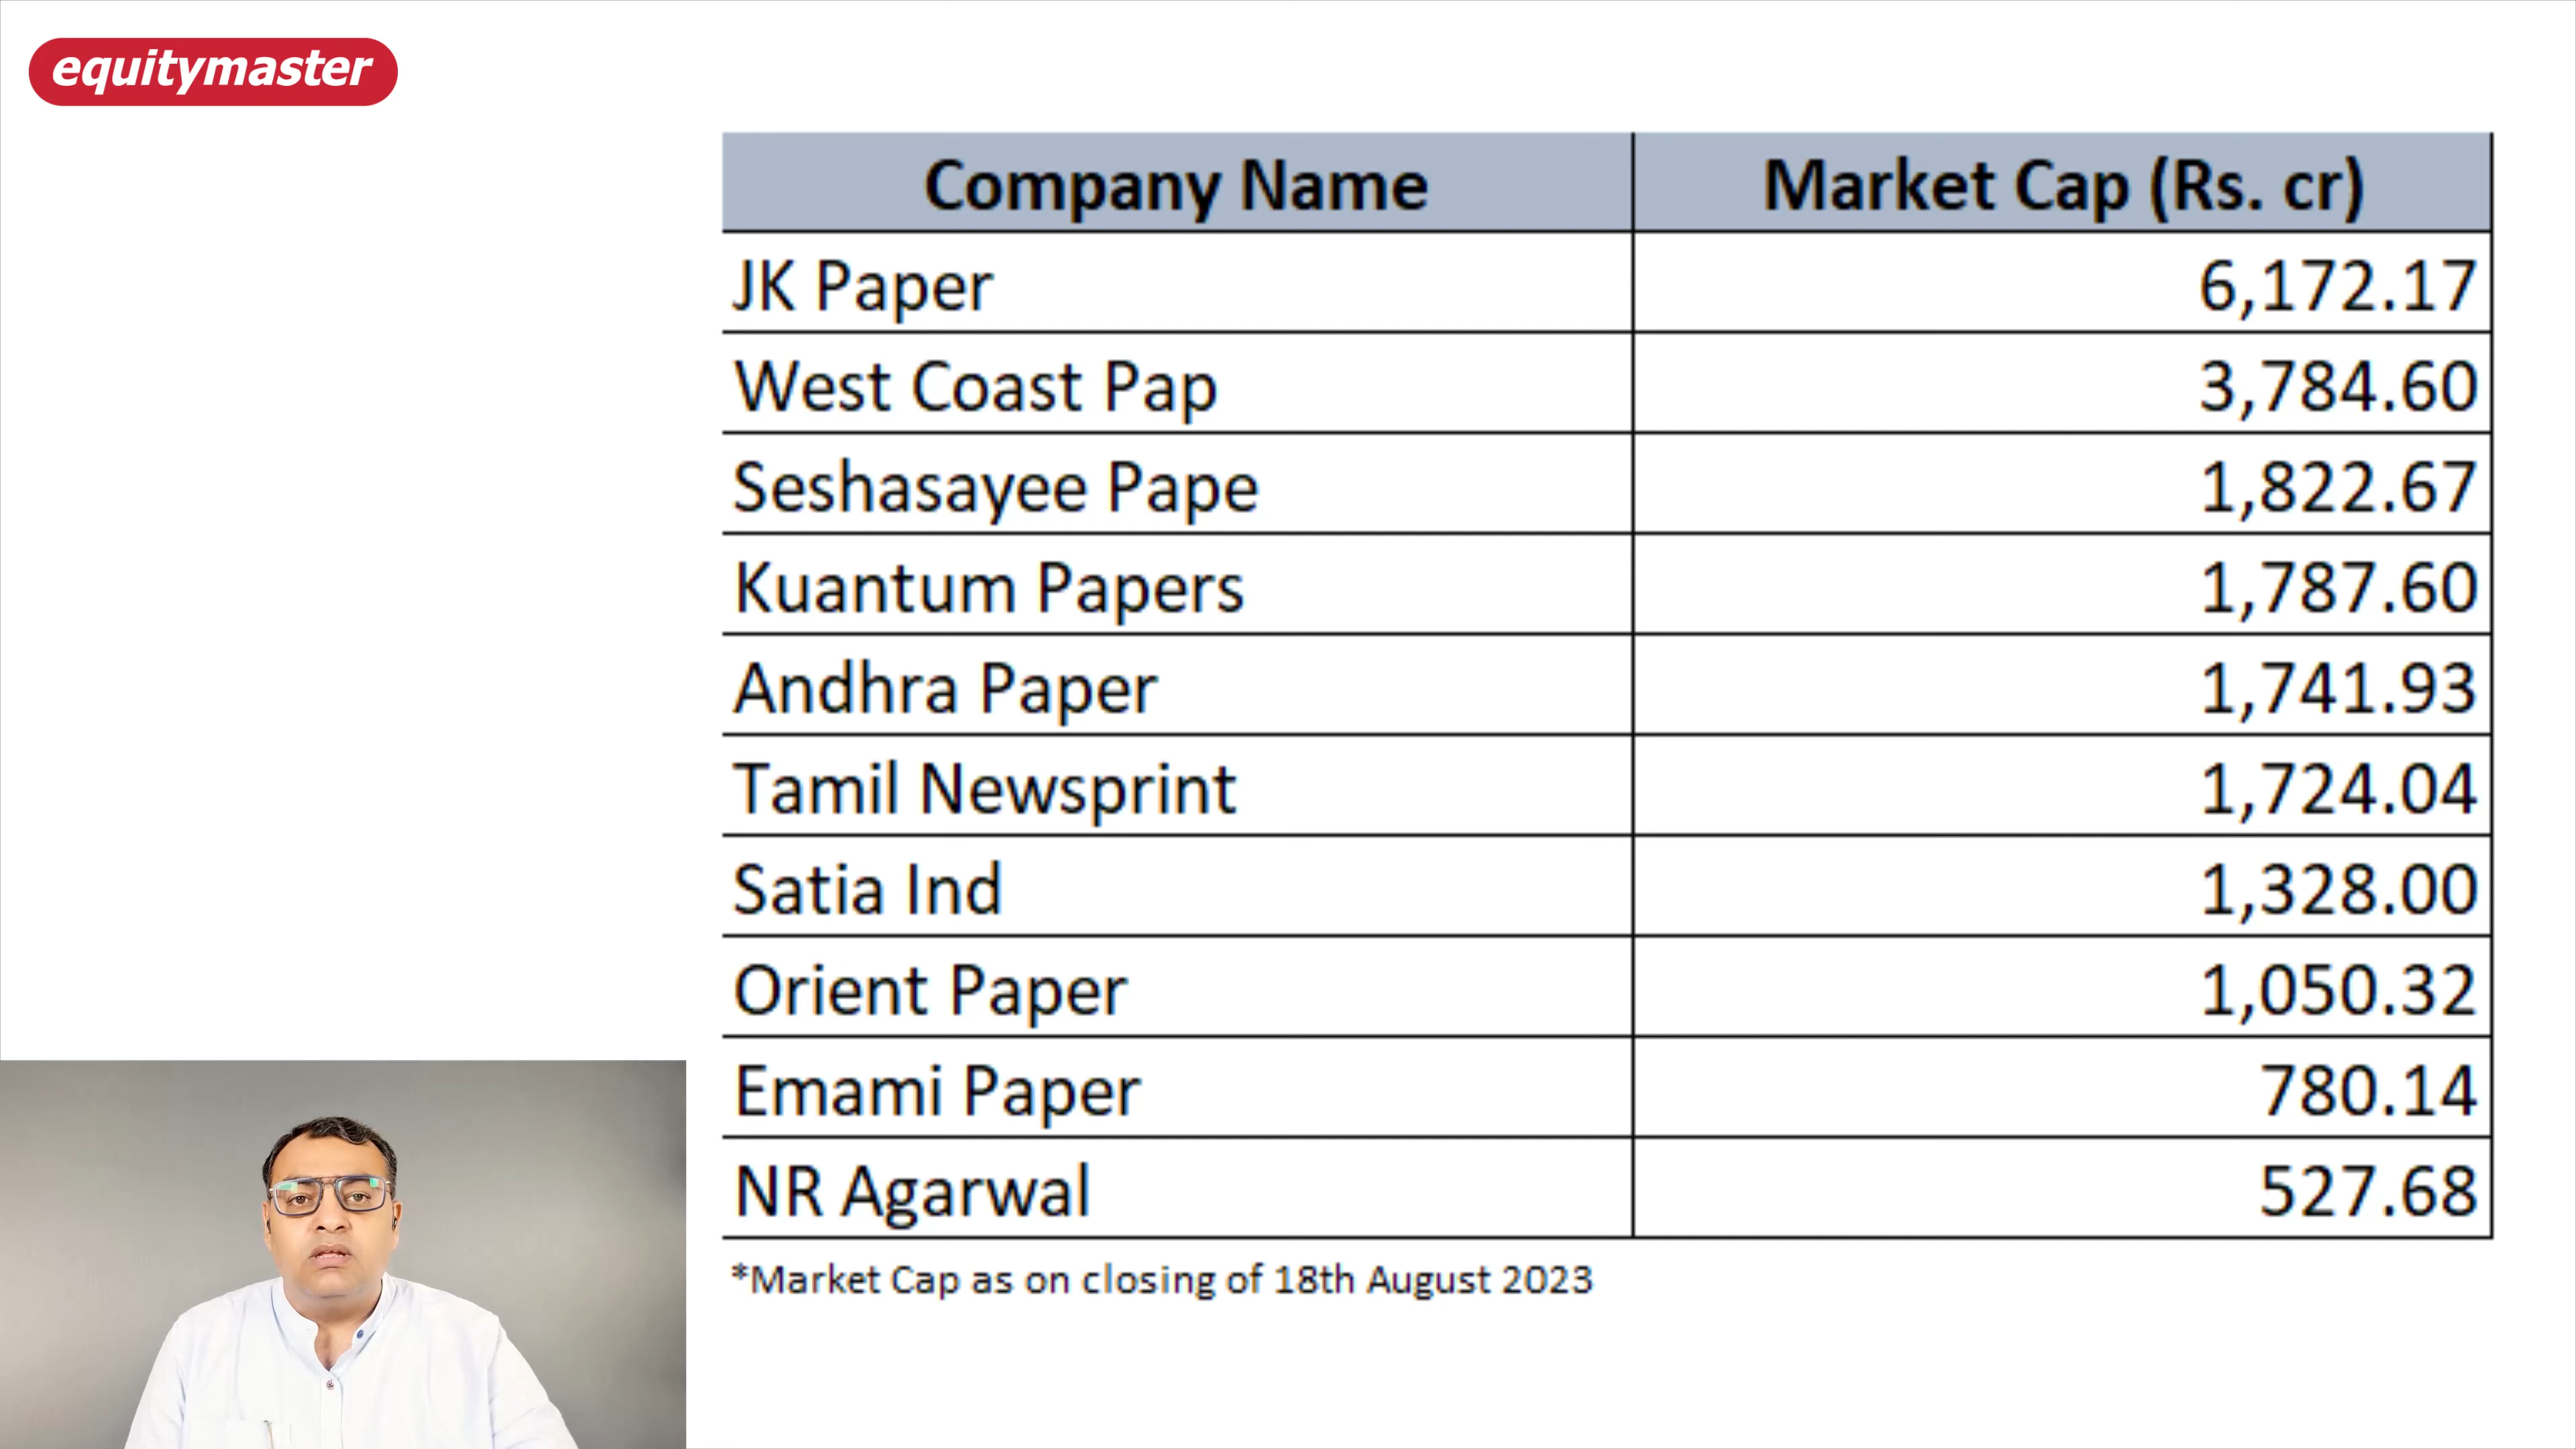 equitymaster
Company Name Market Cap (Rs. cr)
JK Paper 6,172.17
West Coast Pap 3,784.60
Seshasayee Pape 1,822.67
Kuantum Papers 1,787.60
Andhra Paper 1,741.93
Tamil Newsprint 1,724.04
Satia Ind 1,328.00
Orient Paper 1,050.32
Emami Paper 780.14
NR Agarwal 527.68
*Market Cap as on closing of 18th August 2023